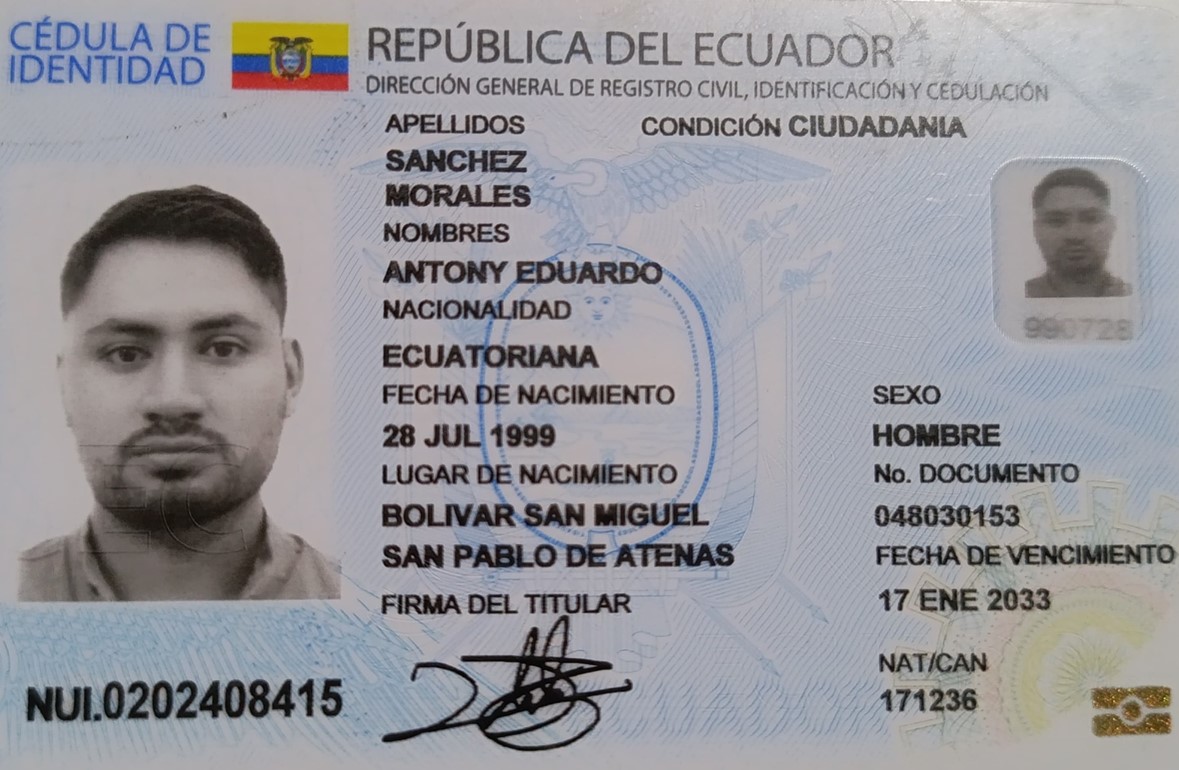 CÉDULA DE
IDENTIDAD
REPÚBLICA DEL ECUADOR
DIRECCIÓN GENERAL DE REGISTRO CIVIL, IDENTIFICACIÓN Y CEDULACIÓN
APELLIDOS
CONDICIÓN CIUDADANIA
SANCHEZ
MORALES
NOMBRES
ANTONY EDUARDO
NACIONALIDAD
ECUATORIANA
FECHA DE NACIMIENTO
28 JUL 1999
LUGAR DE NACIMIENTO
BOLIVAR SAN MIGUEL
SAN PABLO DE ATENAS
FIRMA DEL TITULAR
990728
SEXO
HOMBRE
No. DOCUMENTO
048030153
FECHA DE VENCIMIENTO
17 ENE 2033
NAT/CAN
171236
NUI.0202408415
EC